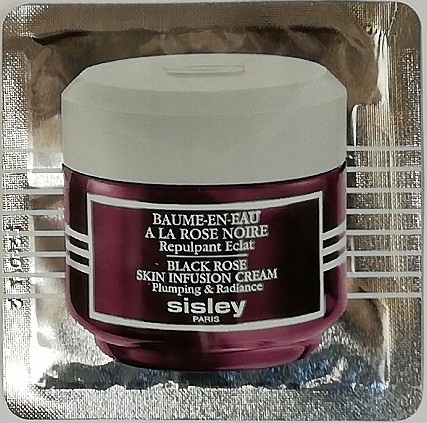 BAUME-EN-EAU
A LA ROSE NOIRE
Repulpant Eclat
BLACK ROSE
SKIN INFUSION CREAM
Plumping & Radiance
sisley
PARIS